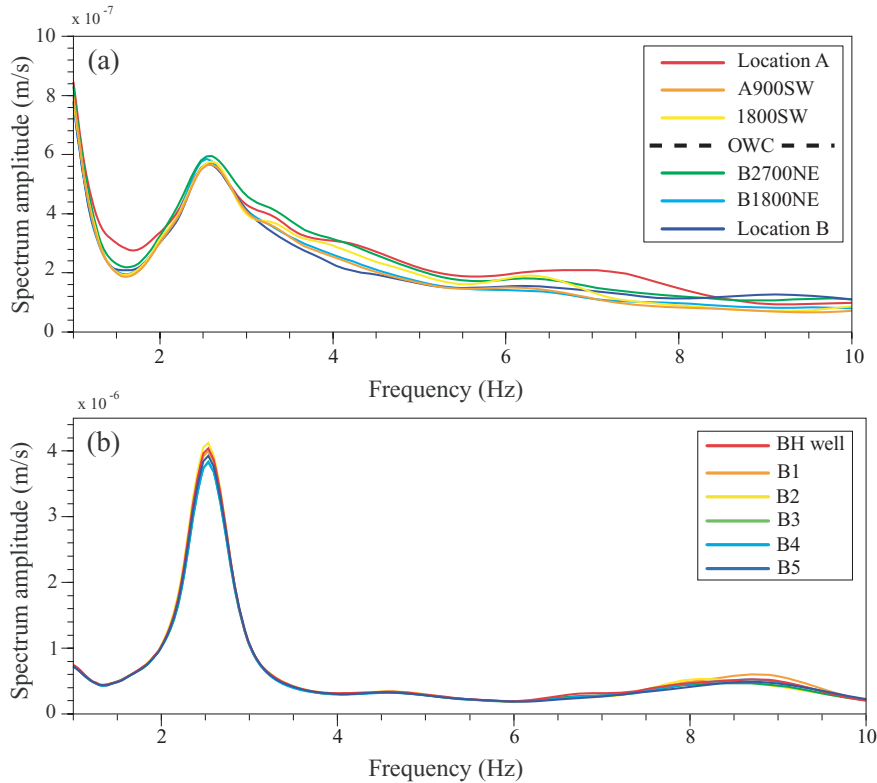 x 10 -7
10
8
6
4
2
0
Spectrum amplitude (m/s)
(a)
Location A
A900SW
1800SW
OWC
B2700NE
B1800NE
Location B
2
4
6
8
10
Frequency (Hz)
x 10 -6
4
3
2
1
0
Spectrum amplitude (m/s)
(b)
BH well
B1
B2
B3
B4
B5
2
4
6
8
10
Frequency (Hz)